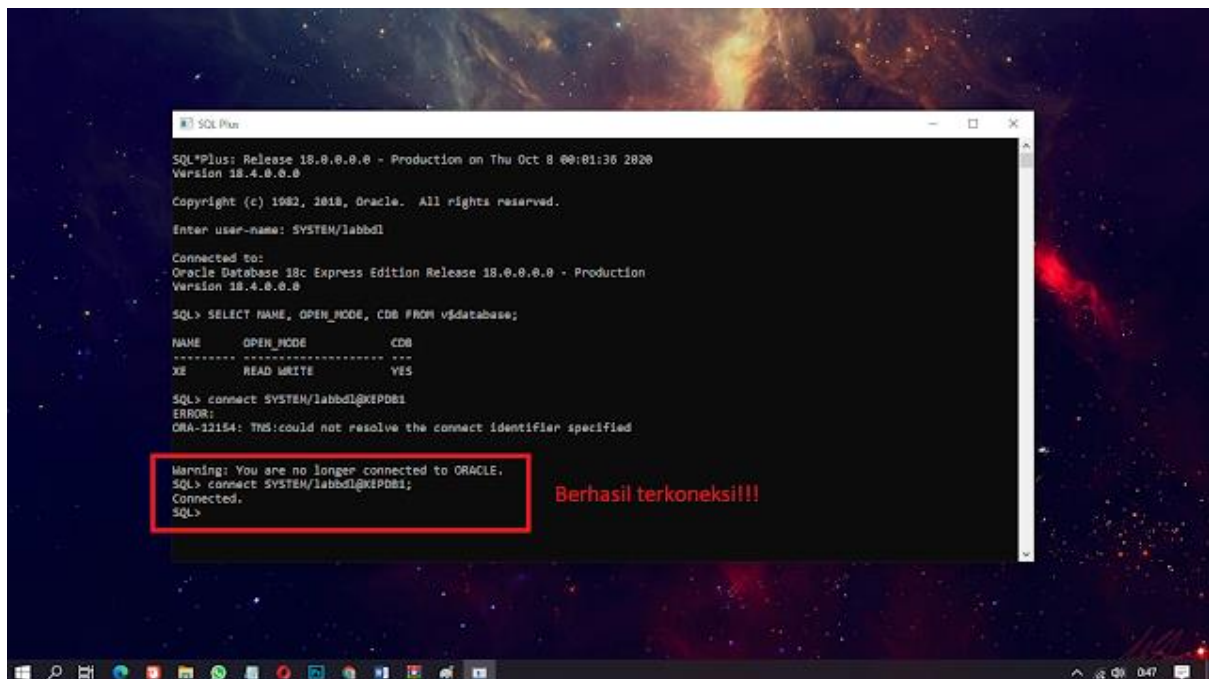 SQL Plus
SQL*Plus: Release 18.0.0.0.0 - Production on Thu Oct 8 00:01:36 2020
Version 18.4.0.0.0
Copyright (c) 1982, 2018, Oracle.  All rights reserved.
Enter user-name: SYSTEM/labbdl
Connected to:
Oracle Database 18c Express Edition Release 18.0.0.0.0 - Production
Version 18.4.0.0.0
SQL> SELECT NAME, OPEN_MODE, CDB FROM v$database;
NAME OPEN_MODE CDB
--------- -------------------- ---
XE READ WRITE YES
SQL> connect SYSTEM/labbdl@XEPDB1
ERROR:
ORA-12154: TNS:could not resolve the connect identifier specified
Warning: You are no longer connected to ORACLE.
SQL> connect SYSTEM/labbdl@XEPDB1;
Connected.
SQL>
Berhasil terkoneksi!!!
0:47